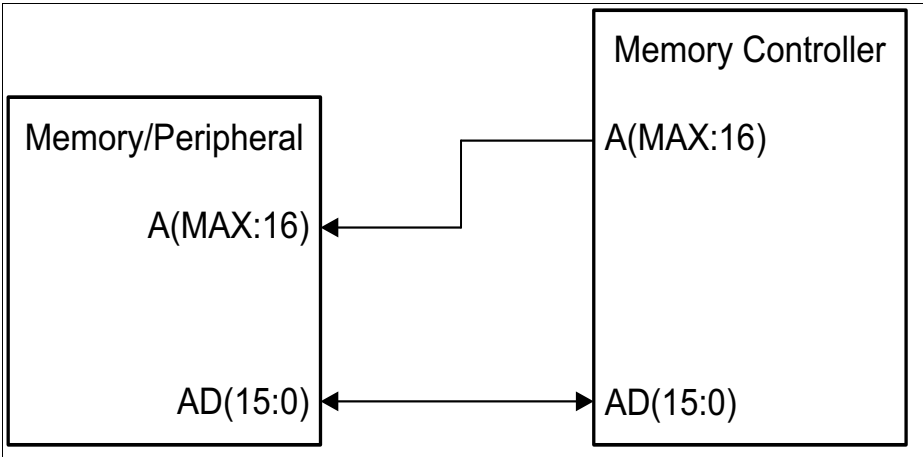 Memory Controller
Memory/Peripheral
A(MAX:16)
A(MAX:16)
AD(15:0)
AD(15:0)